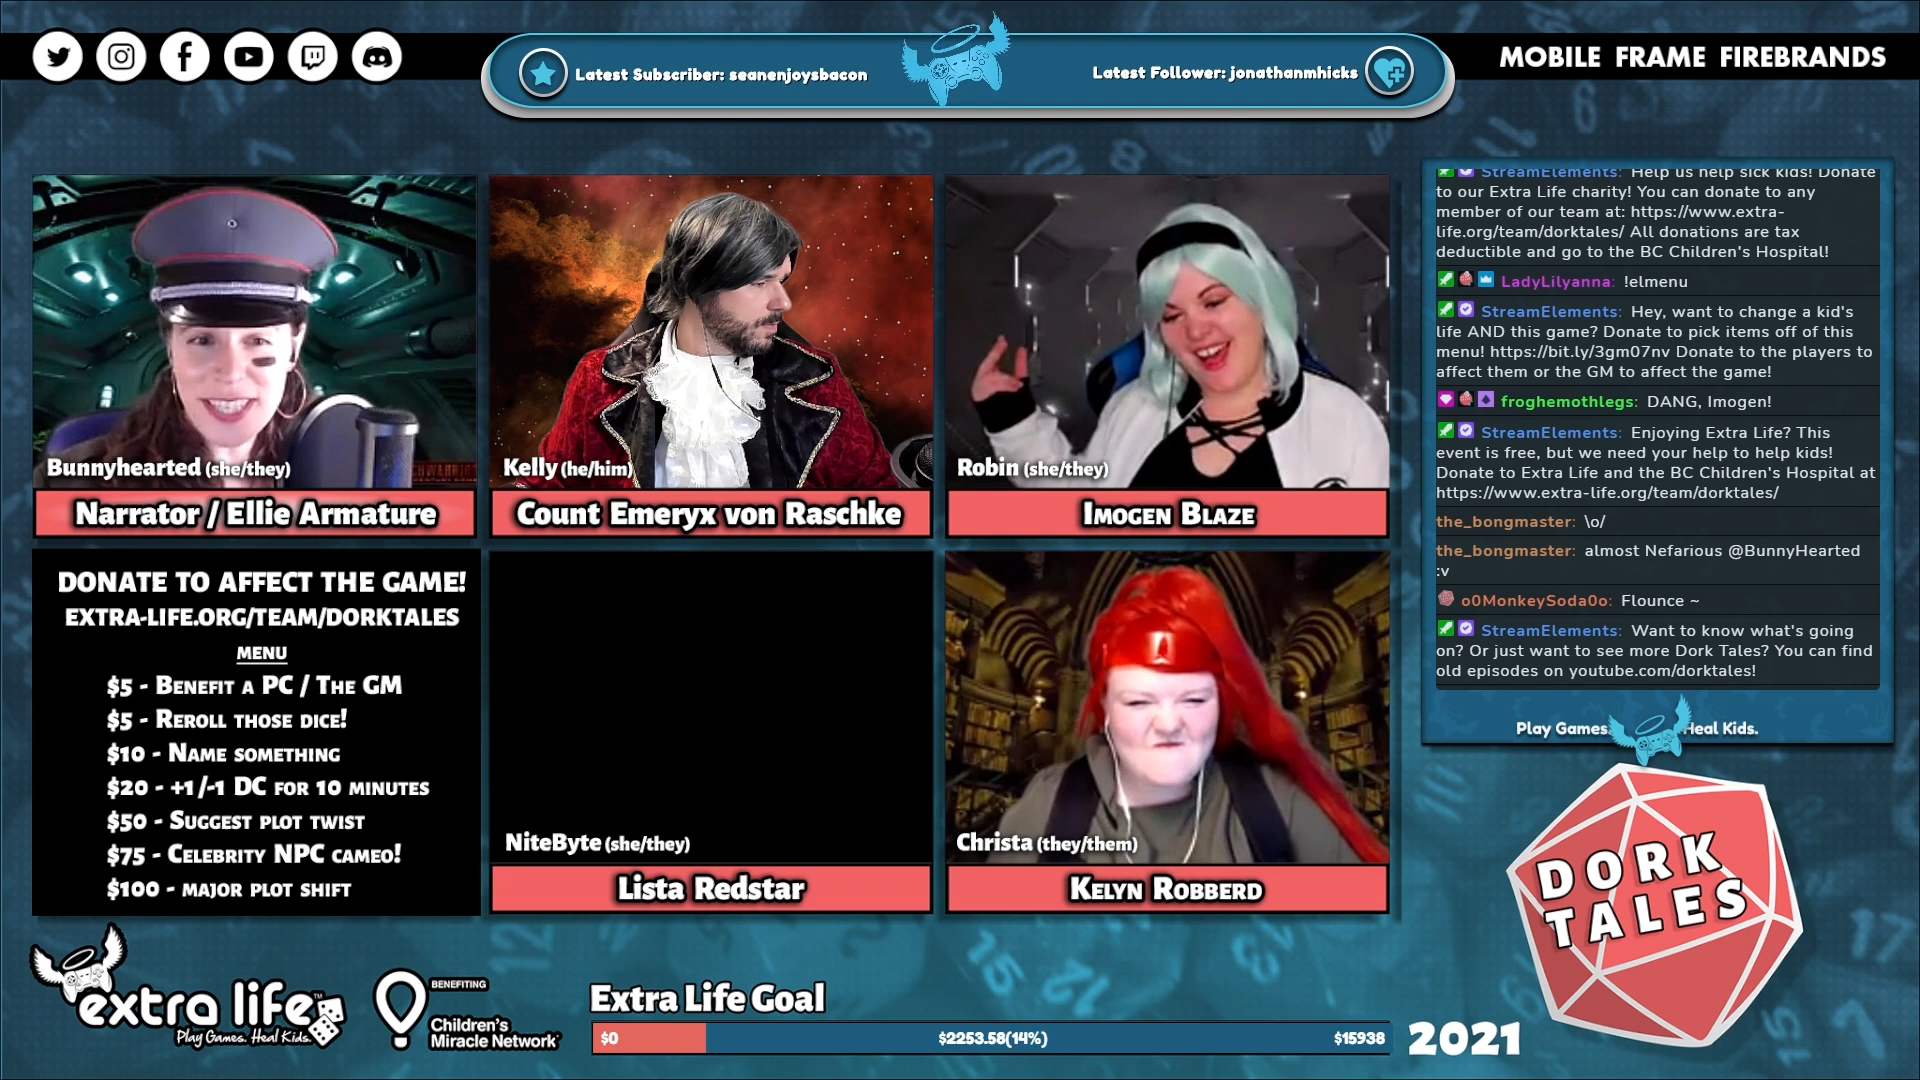 Latest Subscriber: seanenjoysbacon
Latest Follower: jonathanmhicks
MOBILE FRAME FIREBRANDS
Bunnyhearted (she/they)
Narrator / Ellie Armature
Kelly (he/him)
Count Emeryx von Raschke
Robin (she/they)
Imogen Blaze
DONATE TO AFFECT THE GAME!
EXTRA-LIFE.ORG/TEAM/DORKTALES
MENU
$5 - Benefit a PC / The GM
$5 - Reroll those dice!
$10 - Name something
$20 - +1/-1 DC for 10 minutes
$50 - Suggest plot twist
$75 - Celebrity NPC cameo!
$100 - major plot shift
NiteByte (she/they)
Lista Redstar
Christa (they/them)
Kelyn Robberd
StreamElements: Help us help sick kids! Donate
to our Extra Life charity! You can donate to any
member of our team at: https://www.extra-
life.org/team/dorktales/ All donations are tax
deductible and go to the BC Children's Hospital!
LadyLilyanna: !elmenu
StreamElements: Hey, want to change a kid's
life AND this game? Donate to pick items off of this
menu! https://bit.ly/3gm07nv Donate to the players to
affect them or the GM to affect the game!
froghemothlegs: DANG, Imogen!
StreamElements: Enjoying Extra Life? This
event is free, but we need your help to help kids!
Donate to Extra Life and the BC Children's Hospital at
https://www.extra-life.org/team/dorktales/
the_bongmaster: \o/
the_bongmaster: almost Nefarious @BunnyHearted
:v
o0MonkeySoda0o: Flounce ~
StreamElements: Want to know what's going
on? Or just want to see more Dork Tales? You can find
old episodes on youtube.com/dorktales!
Play Games. Heal Kids.
DORK
TALES
extra life™
Play Games. Heal Kids.
BENEFITING
Children's
Miracle Network
Extra Life Goal
$0
$2253.58(14%)
$15938
2021